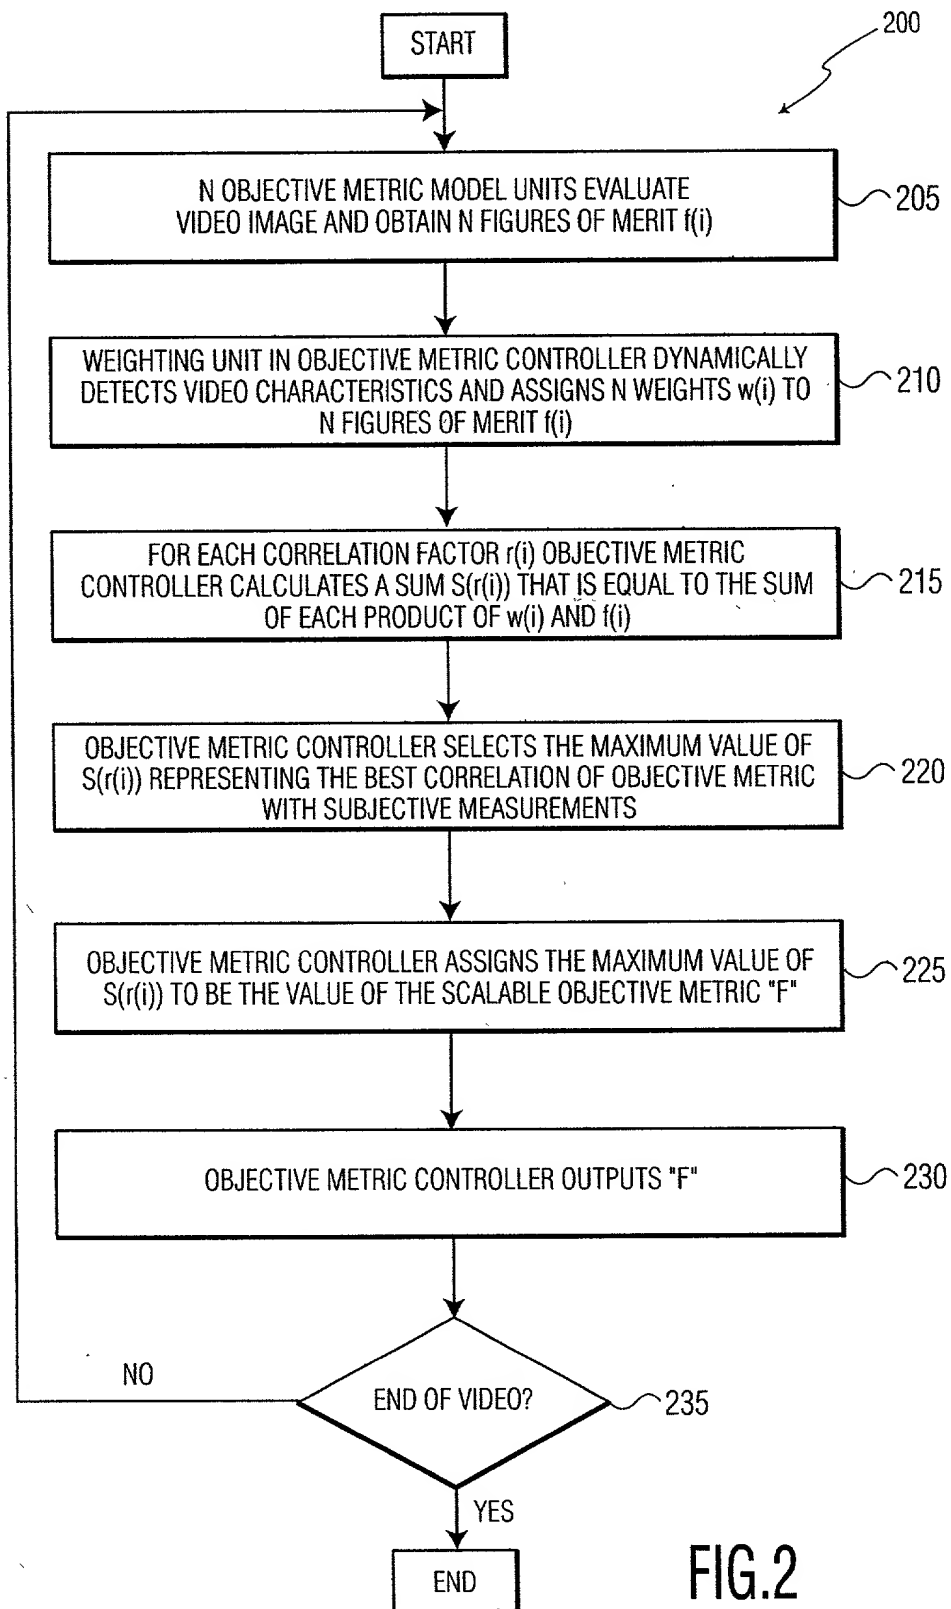 START
200
N OBJECTIVE METRIC MODEL UNITS EVALUATE
VIDEO IMAGE AND OBTAIN N FIGURES OF MERIT f(i)
205
WEIGHTING UNIT IN OBJECTIVE METRIC CONTROLLER DYNAMICALLY
DETECTS VIDEO CHARACTERISTICS AND ASSIGNS N WEIGHTS w(i) TO
N FIGURES OF MERIT f(i)
210
FOR EACH CORRELATION FACTOR r(i) OBJECTIVE METRIC
CONTROLLER CALCULATES A SUM S(r(i)) THAT IS EQUAL TO THE SUM
OF EACH PRODUCT OF w(i) AND f(i)
215
OBJECTIVE METRIC CONTROLLER SELECTS THE MAXIMUM VALUE OF
S(r(i)) REPRESENTING THE BEST CORRELATION OF OBJECTIVE METRIC
WITH SUBJECTIVE MEASUREMENTS
220
OBJECTIVE METRIC CONTROLLER ASSIGNS THE MAXIMUM VALUE OF
S(r(i)) TO BE THE VALUE OF THE SCALABLE OBJECTIVE METRIC "F"
225
OBJECTIVE METRIC CONTROLLER OUTPUTS "F"
230
NO
END OF VIDEO?
235
YES
END
FIG.2